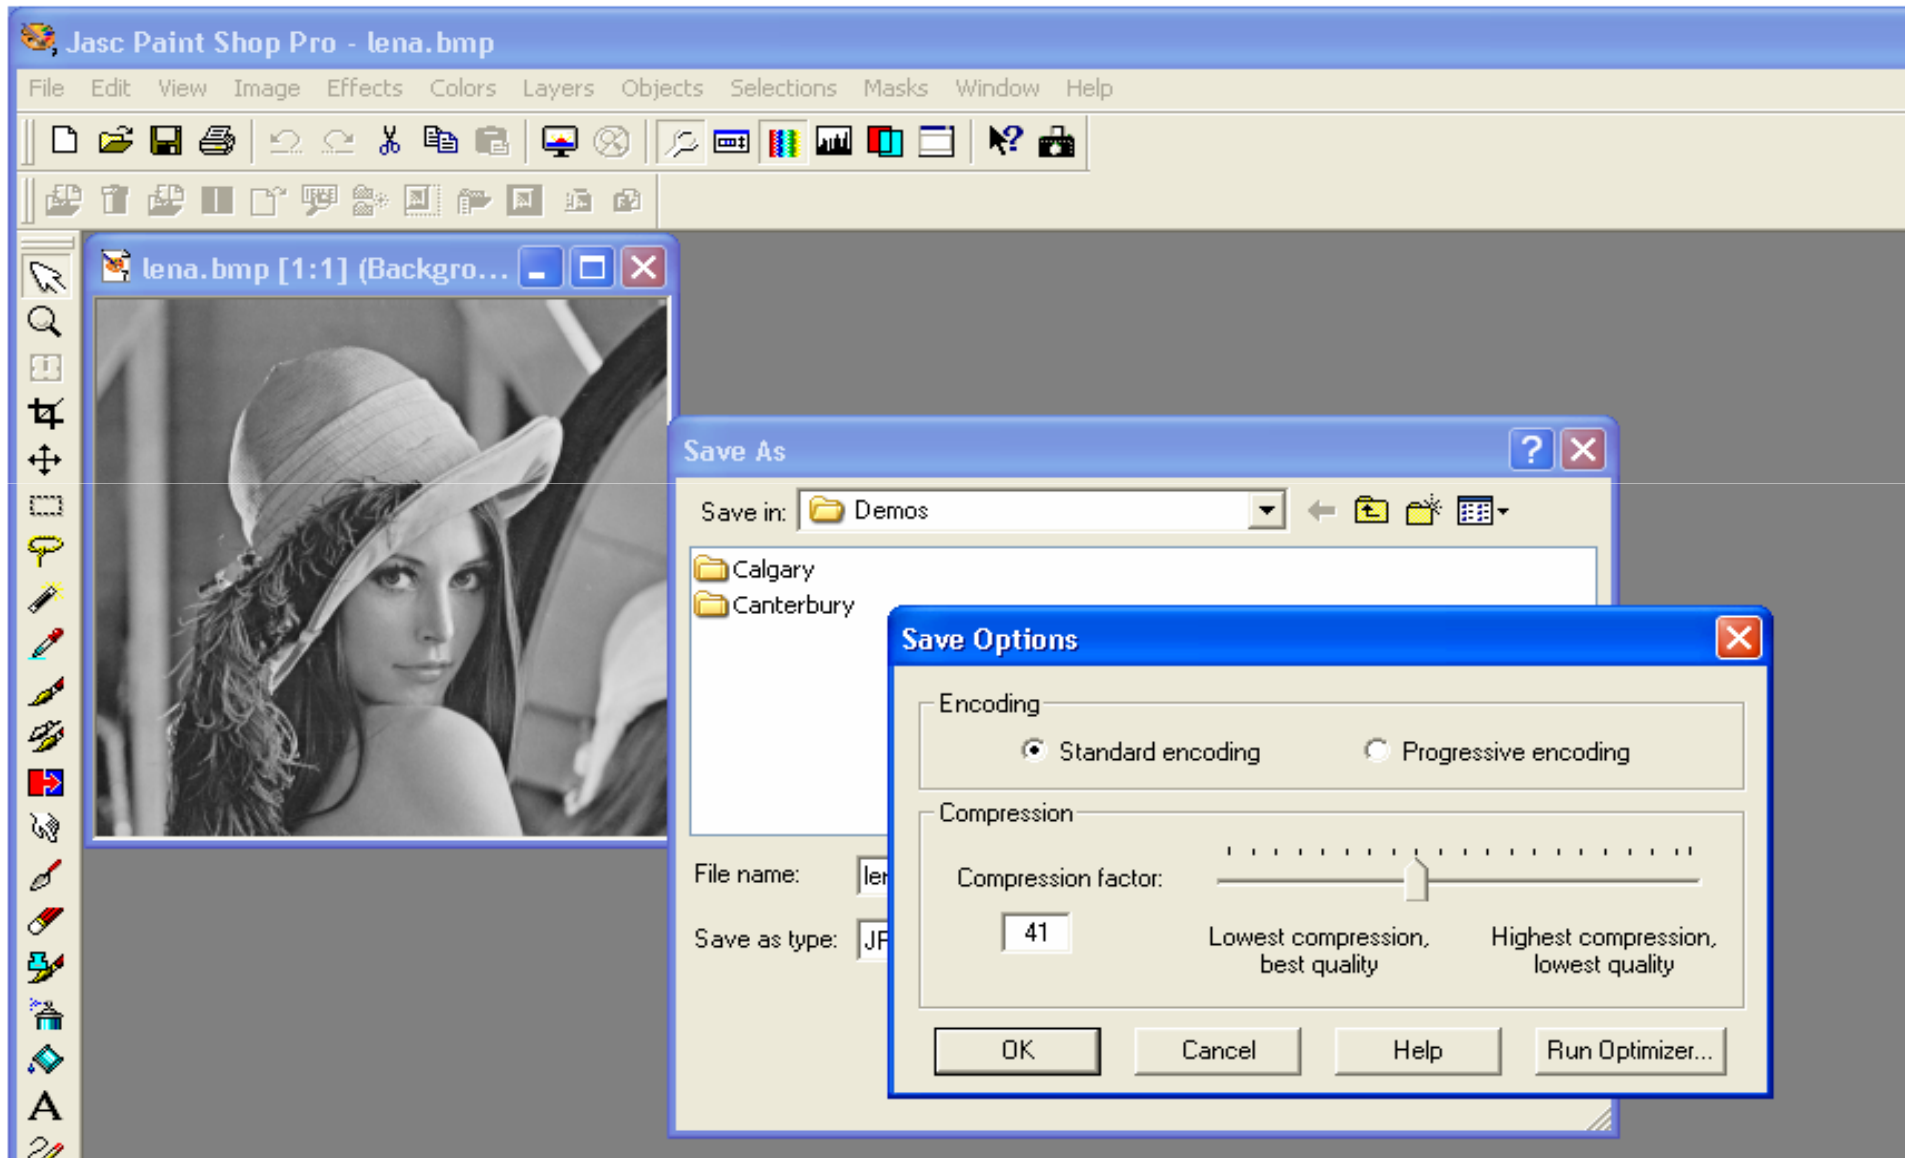 Jasc Paint Shop Pro - lena.bmp
File Edit View Image Effects Colors Layers Objects Selections Masks Window Help
lena.bmp [1:1] (Backgro...
Save As
Save in: Demos
Calgary
Canterbury
Save Options
Encoding
Standard encoding Progressive encoding
Compression
File name: ler
Compression factor:
41
Save as type: JP
Lowest compression, Highest compression,
best quality lowest quality
OK Cancel Help Run Optimizer...